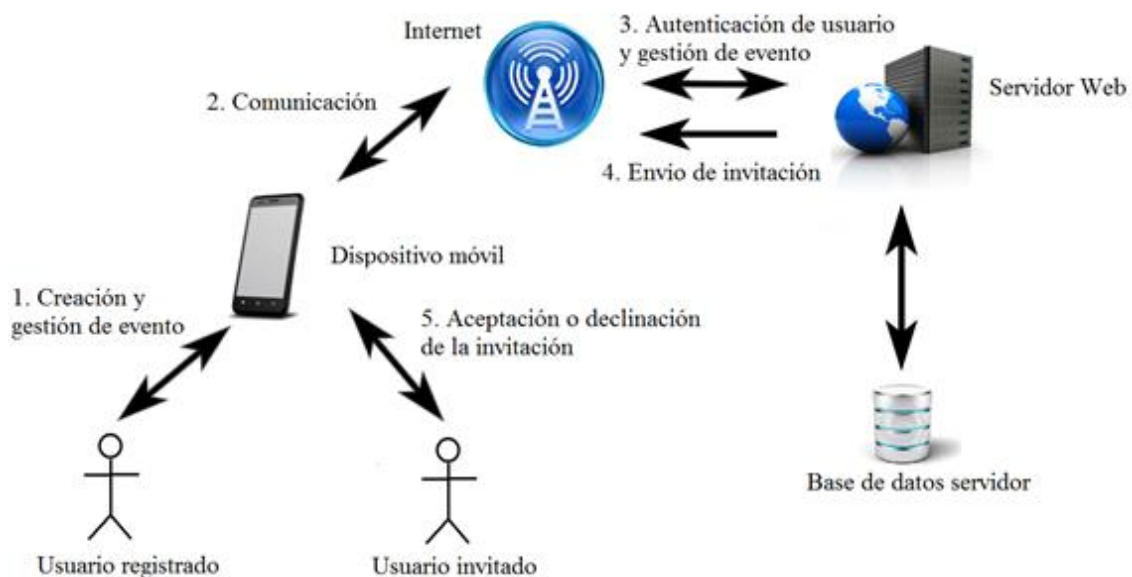 Internet
3. Autenticación de usuario
y gestión de evento
Servidor Web
2. Comunicación
4. Envio de invitación
Dispositivo móvil
1. Creación y
gestión de evento
5. Aceptación o declinación
de la invitación
Base de datos servidor
Usuario registrado
Usuario invitado